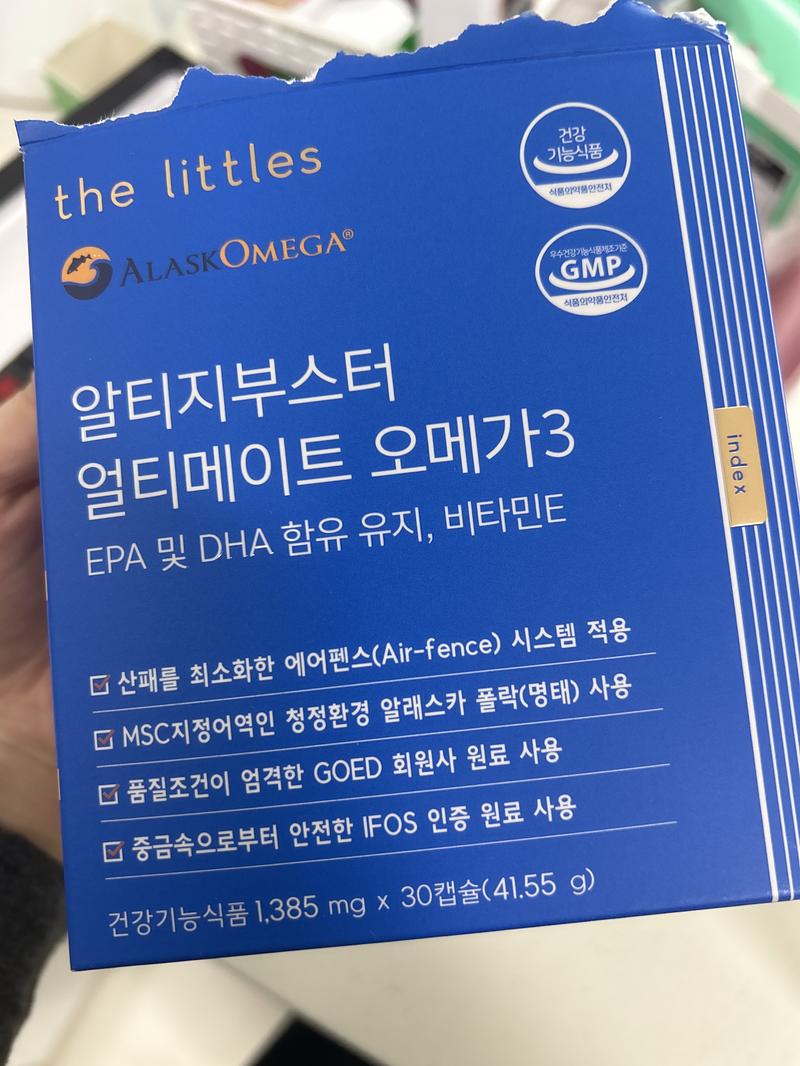 the littles
ALASKOMEGA®
건강
기능식품
식품의약품안전처
우수건강기능식품제조기준
GMP
식품의약품안전처
알티지부스터
얼티메이트 오메가3
EPA 및 DHA 함유 유지, 비타민E
산패를 최소화한 에어펜스(Air-fence) 시스템 적용
MSC지정어역인 청정환경 알래스카 폴락(명태) 사용
품질조건이 엄격한 GOED 회원사 원료 사용
중금속으로부터 안전한 IFOS 인증 원료 사용
건강기능식품 1,385 mg x 30캡슐(41.55 g)
index